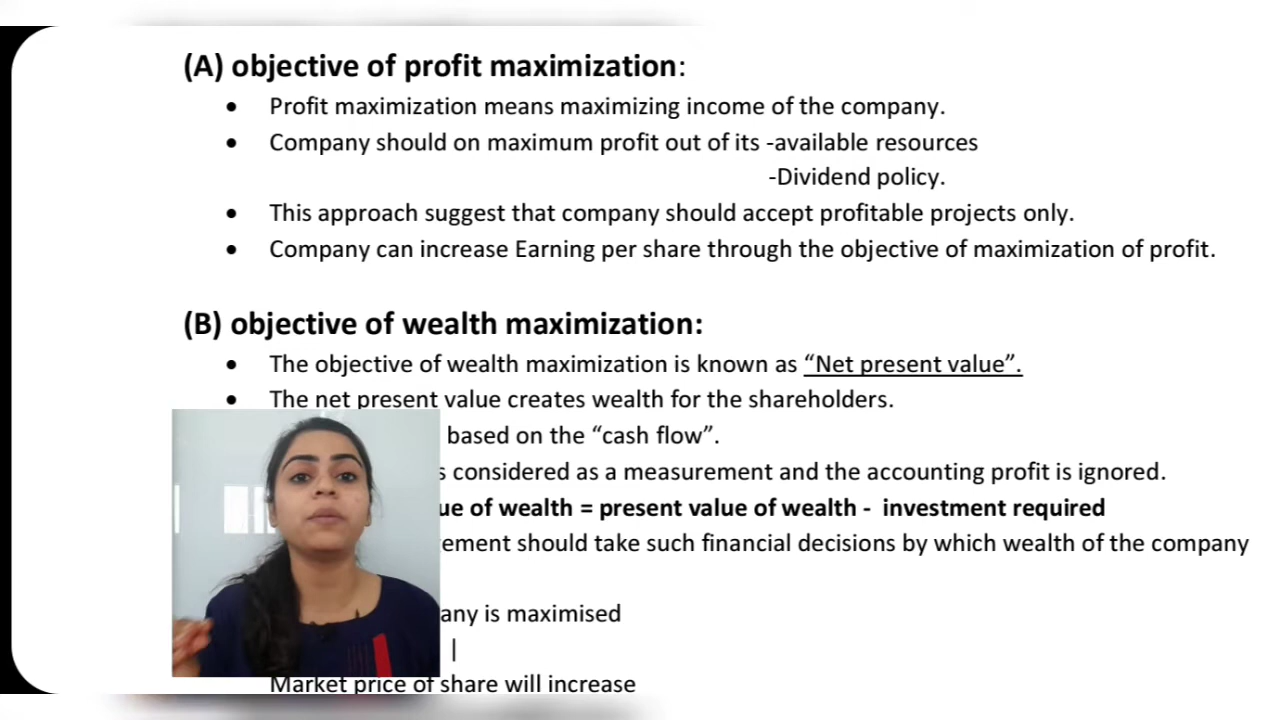 (A) objective of profit maximization:
• Profit maximization means maximizing income of the company.
• Company should on maximum profit out of its -available resources
-Dividend policy.
• This approach suggest that company should accept profitable projects only.
• Company can increase Earning per share through the objective of maximization of profit.
(B) objective of wealth maximization:
• The objective of wealth maximization is known as “Net present value”.
• The net present value creates wealth for the shareholders.
based on the “cash flow”.
considered as a measurement and the accounting profit is ignored.
of wealth = present value of wealth - investment required
should take such financial decisions by which wealth of the company
is maximised
|
Market price of share will increase